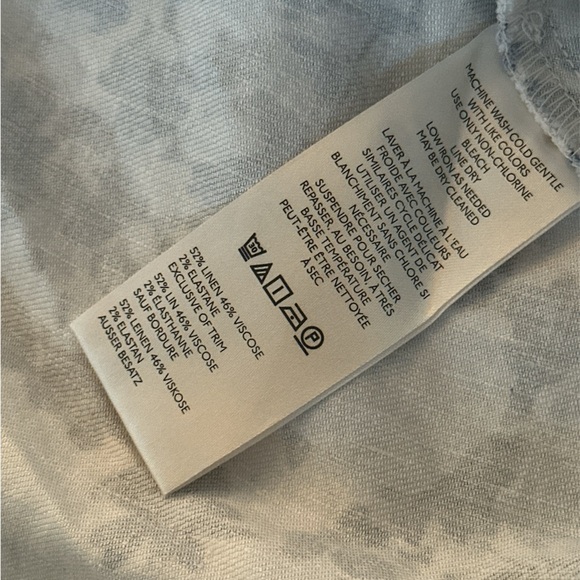 MACHINE WASH COLD GENTLE
WITH LIKE COLORS
USE ONLY NON-CHLORINE
BLEACH
LINE DRY
LOW IRON AS NEEDED
MAY BE DRY CLEANED
LAVER À LA MACHINE À L'EAU
FROIDE AVEC COULEURS
SIMILAIRES CYCLE DÉLICAT
UTILISER UN AGENT DE
BLANCHIMENT SANS CHLORE SI
NÉCESSAIRE
SUSPENDRE POUR SÉCHER
REPASSER, AU BESOIN, À TRÈS
BASSE TEMPÉRATURE
PEUT-ÊTRE ÊTRE NETTOYÉE
À SEC
30
P
52% LINEN 46% VISCOSE
2% ELASTANE
EXCLUSIVE OF TRIM
52% LIN 46% VISCOSE
2% ÉLASTHANNE
SAUF BORDURE
52% LEINEN 46% VISKOSE
2% ELASTAN
AUSSER BESATZ